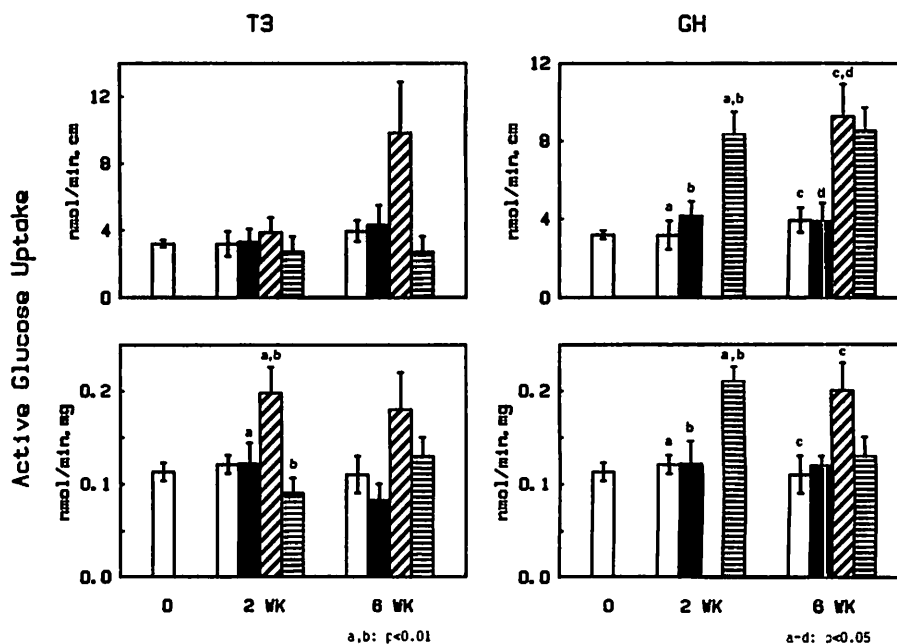 T3
GH
Active Glucose Uptake
nmol/min.cm
12
8
4
0
nmol/min.cm
12
8
4
0
a
b
a,b
c
d
c,d
nmol/min.mg
0.2
0.1
0.0
a
a,b
b
nmol/min.mg
0.2
0.1
0.0
a
b
a,b
c
c
0 2 WK 6 WK
0 2 WK 6 WK
a,b: p<0.01
a-d: p<0.05